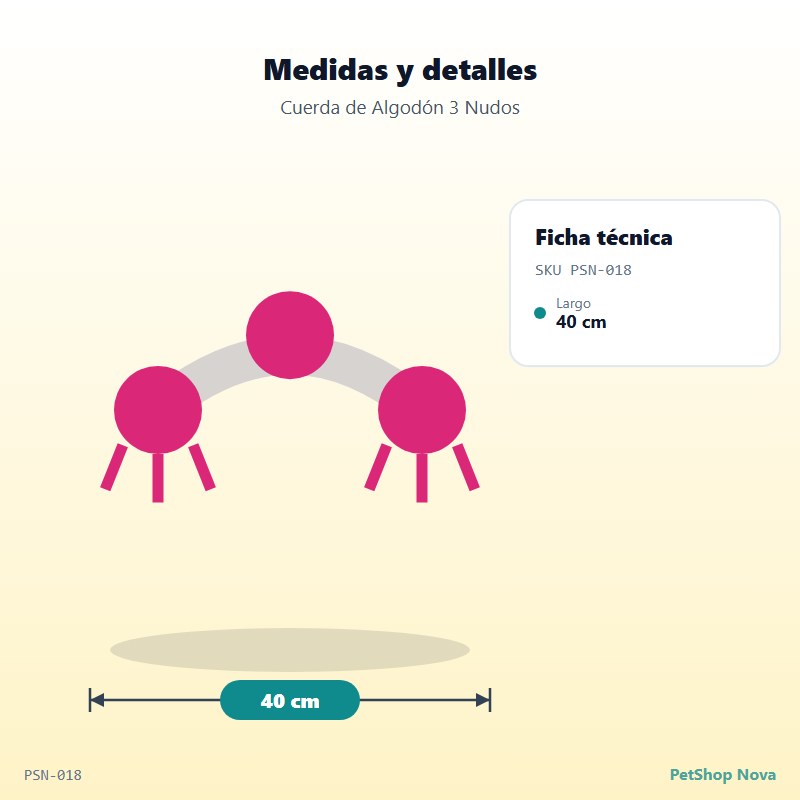 Medidas y detalles
Cuerda de Algodón 3 Nudos
Ficha técnica
SKU PSN-018
Largo
40 cm
40 cm
PSN-018
PetShop Nova